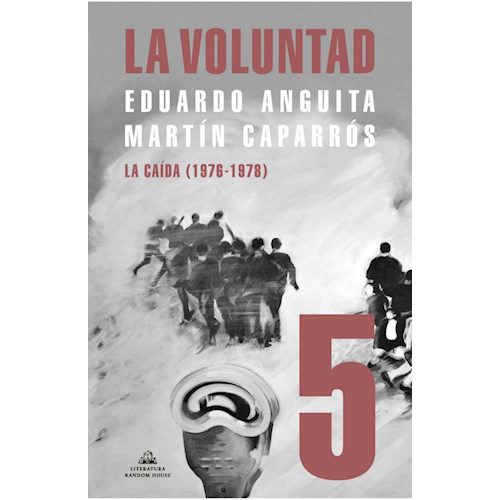 LA VOLUNTAD
EDUARDO ANGUITA
MARTÍN CAPARRÓS
LA CAÍDA (1976-1978)
5
LITERATURA
RANDOM HOUSE